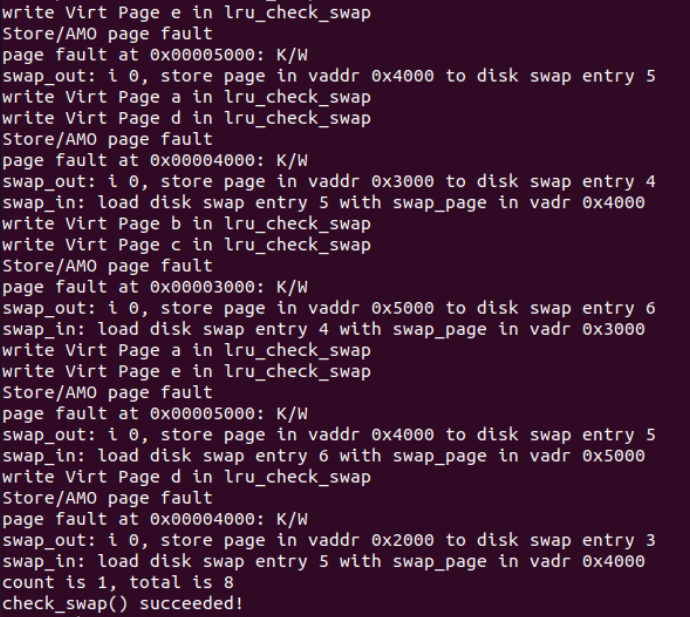 write Virt Page e in lru_check_swap
Store/AMO page fault
page fault at 0x00005000: K/W
swap_out: i 0, store page in vaddr 0x4000 to disk swap entry 5
write Virt Page a in lru_check_swap
write Virt Page d in lru_check_swap
Store/AMO page fault
page fault at 0x00004000: K/W
swap_out: i 0, store page in vaddr 0x3000 to disk swap entry 4
swap_in: load disk swap entry 5 with swap_page in vadr 0x4000
write Virt Page b in lru_check_swap
write Virt Page c in lru_check_swap
Store/AMO page fault
page fault at 0x00003000: K/W
swap_out: i 0, store page in vaddr 0x5000 to disk swap entry 6
swap_in: load disk swap entry 4 with swap_page in vadr 0x3000
write Virt Page a in lru_check_swap
write Virt Page e in lru_check_swap
Store/AMO page fault
page fault at 0x00005000: K/W
swap_out: i 0, store page in vaddr 0x4000 to disk swap entry 5
swap_in: load disk swap entry 6 with swap_page in vadr 0x5000
write Virt Page d in lru_check_swap
Store/AMO page fault
page fault at 0x00004000: K/W
swap_out: i 0, store page in vaddr 0x2000 to disk swap entry 3
swap_in: load disk swap entry 5 with swap_page in vadr 0x4000
count is 1, total is 8
check_swap() succeeded!